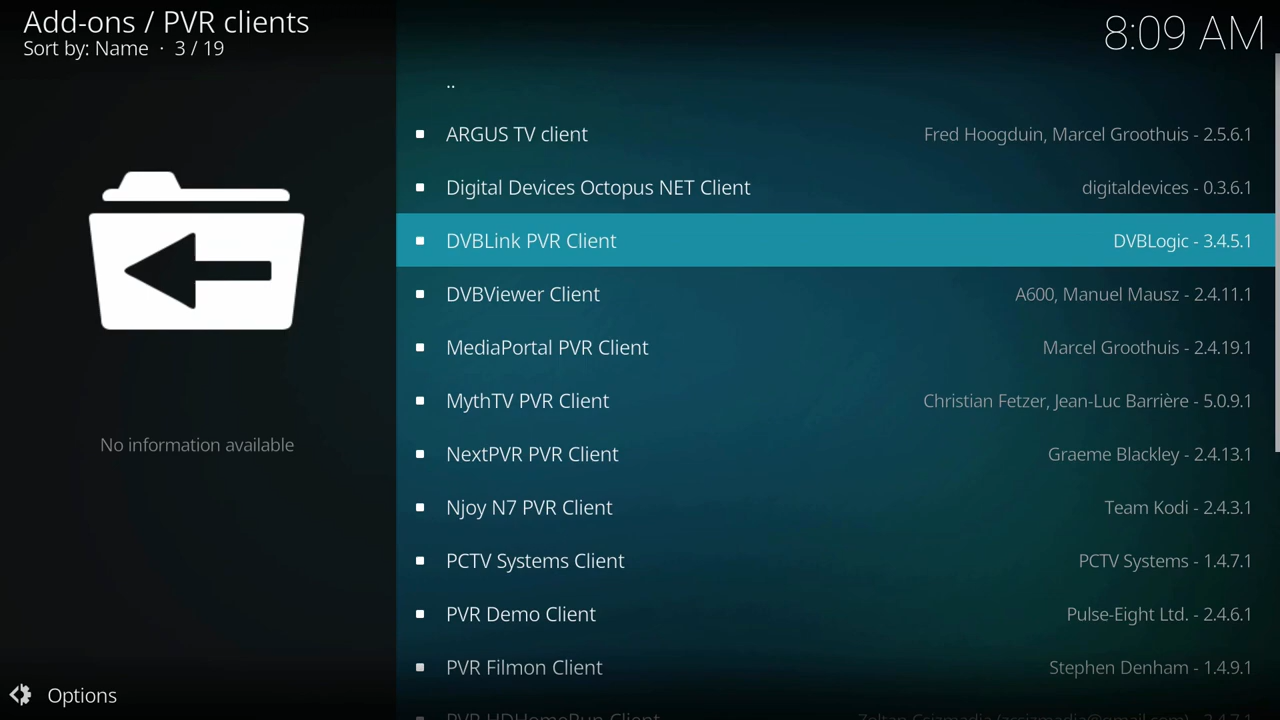 Add-ons / PVR clients
Sort by: Name · 3 / 19
8:09 AM
..
ARGUS TV client Fred Hoogduin, Marcel Groothuis - 2.5.6.1
Digital Devices Octopus NET Client digitaldevices - 0.3.6.1
DVBLink PVR Client DVBLogic - 3.4.5.1
DVBViewer Client A600, Manuel Mausz - 2.4.11.1
MediaPortal PVR Client Marcel Groothuis - 2.4.19.1
MythTV PVR Client Christian Fetzer, Jean-Luc Barrière - 5.0.9.1
NextPVR PVR Client Graeme Blackley - 2.4.13.1
Njoy N7 PVR Client Team Kodi - 2.4.3.1
PCTV Systems Client PCTV Systems - 1.4.7.1
PVR Demo Client Pulse-Eight Ltd. - 2.4.6.1
PVR Filmon Client Stephen Denham - 1.4.9.1
PVR HDHomeRun Client
No information available
Options